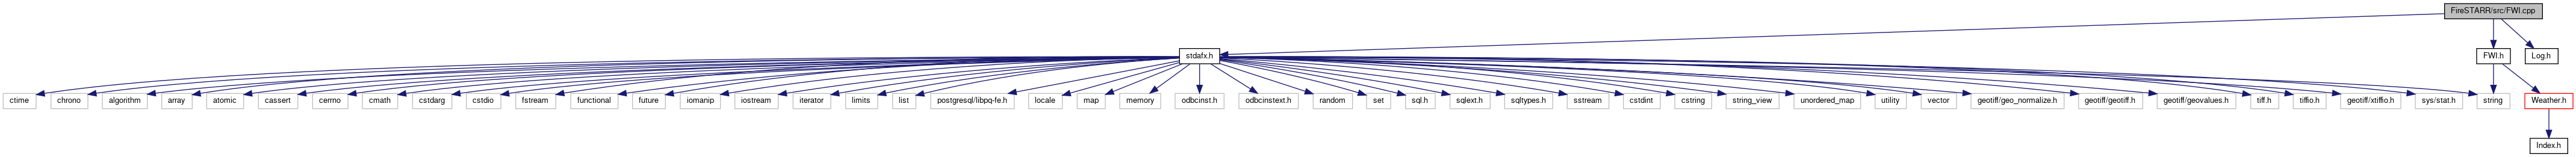 FireSTARR/src/FWI.cpp
stdafx.h
FWI.h
Log.h
ctime
chrono
algorithm
array
atomic
cassert
cerrno
cmath
cstdarg
cstdio
fstream
functional
future
iomanip
iostream
iterator
limits
list
postgresql/libpq-fe.h
locale
map
memory
odbcinst.h
odbcinstext.h
random
set
sql.h
sqlext.h
sqltypes.h
sstream
cstdint
cstring
string_view
unordered_map
utility
vector
geotiff/geo_normalize.h
geotiff/geotiff.h
geotiff/geovalues.h
tiff.h
tiffio.h
geotiff/xtiffio.h
sys/stat.h
string
Weather.h
Index.h